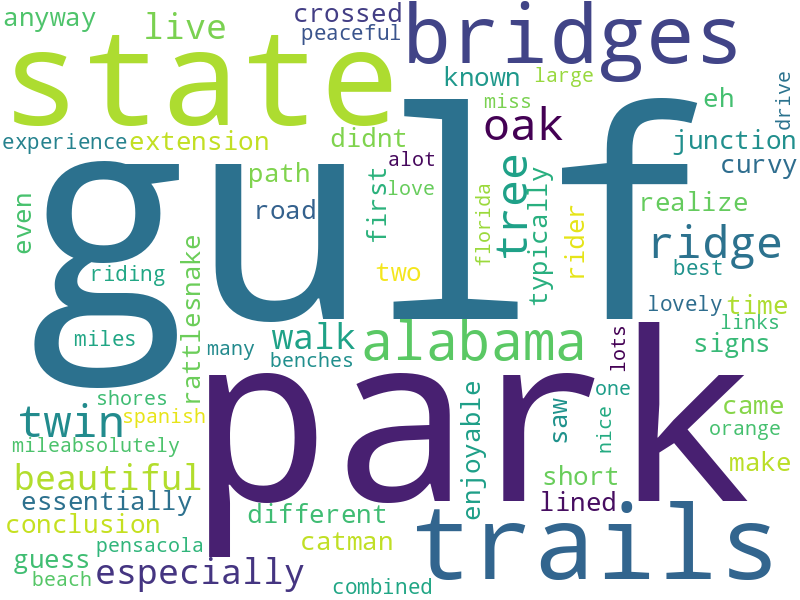 anyway
live
crossed
peaceful
bridges
state
known
large
miss
drive
eh
experience
extension
didnt
oak
junction
alot
curvy
gulf
path
love
tree
road
first
florida
typically
rider
realize
even
ridge
riding
two
best
rattlesnake
lovely
time
miles
walk
alabama
links
signs
many
benches
lots
saw
one
park
shores
twin
spanish
enjoyable
nice
came
orange
mileabsolutely
beautiful
short
make
essentially
lined
different
trails
conclusion
catman
pensacola
guess
beach
especially
combined